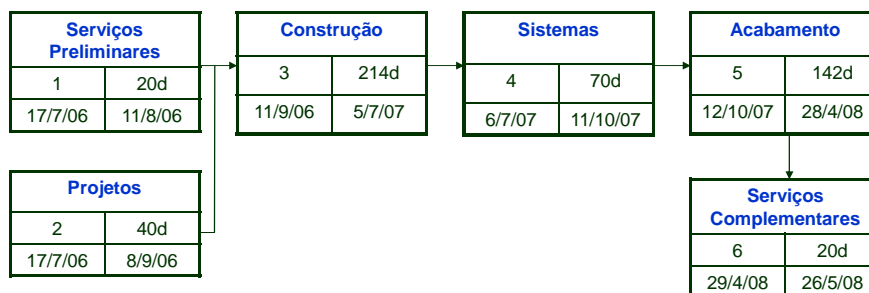 Serviços
Preliminares
1 20d
17/7/06 11/8/06
Construção
3 214d
11/9/06 5/7/07
Sistemas
4 70d
6/7/07 11/10/07
Acabamento
5 142d
12/10/07 28/4/08
Projetos
2 40d
17/7/06 8/9/06
Serviços
Complementares
6 20d
29/4/08 26/5/08